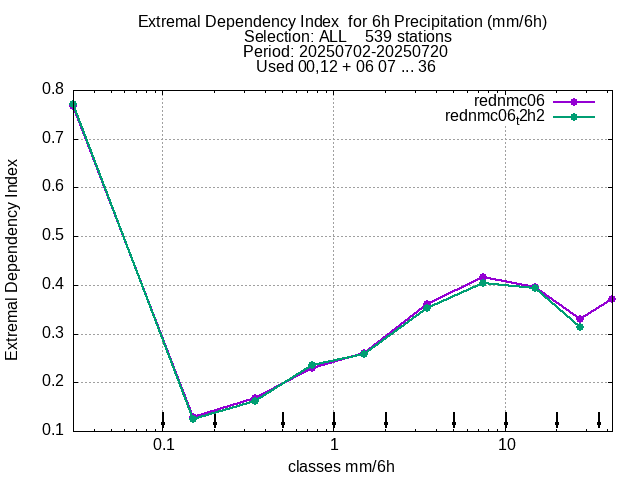 Extremal Dependency Index  for 6h Precipitation (mm/6h)
Selection: ALL    539 stations
Period: 20250702-20250720
Used 00,12 + 06 07 ... 36
rednmc06
rednmc06t2h2
0.8
0.7
0.6
0.5
0.4
0.3
0.2
0.1
Extremal Dependency Index
0.1 1 10
classes mm/6h